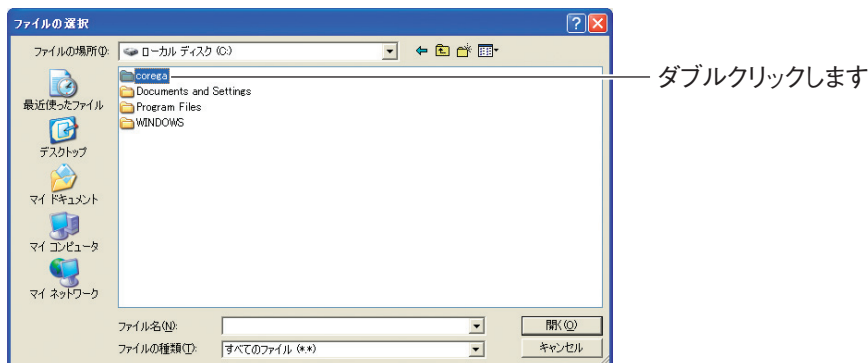 ファイルの選択
ファイルの場所(I):
ローカル ディスク (C:)
corega
ダブルクリックします
Documents and Settings
Program Files
WINDOWS
最近使ったファイル
デスクトップ
マイ ドキュメント
マイ コンピュータ
マイ ネットワーク
ファイル名(N):
開く(O)
ファイルの種類(T):
すべてのファイル (*.*)
キャンセル